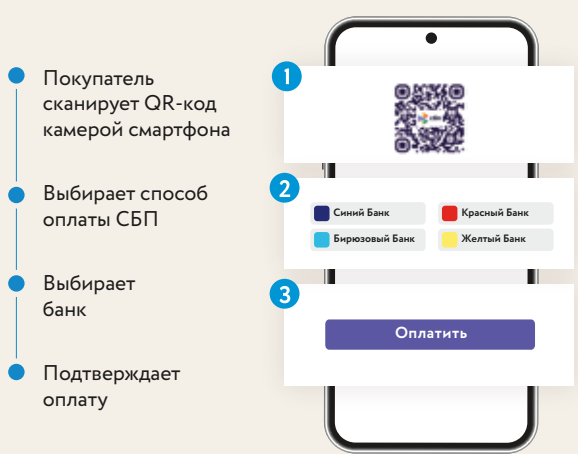 Покупатель
сканирует QR-код
камерой смартфона
Выбирает способ
оплаты СБП
Выбирает
банк
Подтверждает
оплату
1
2
Синий Банк
Красный Банк
Бирюзовый Банк
Желтый Банк
3
Оплатить